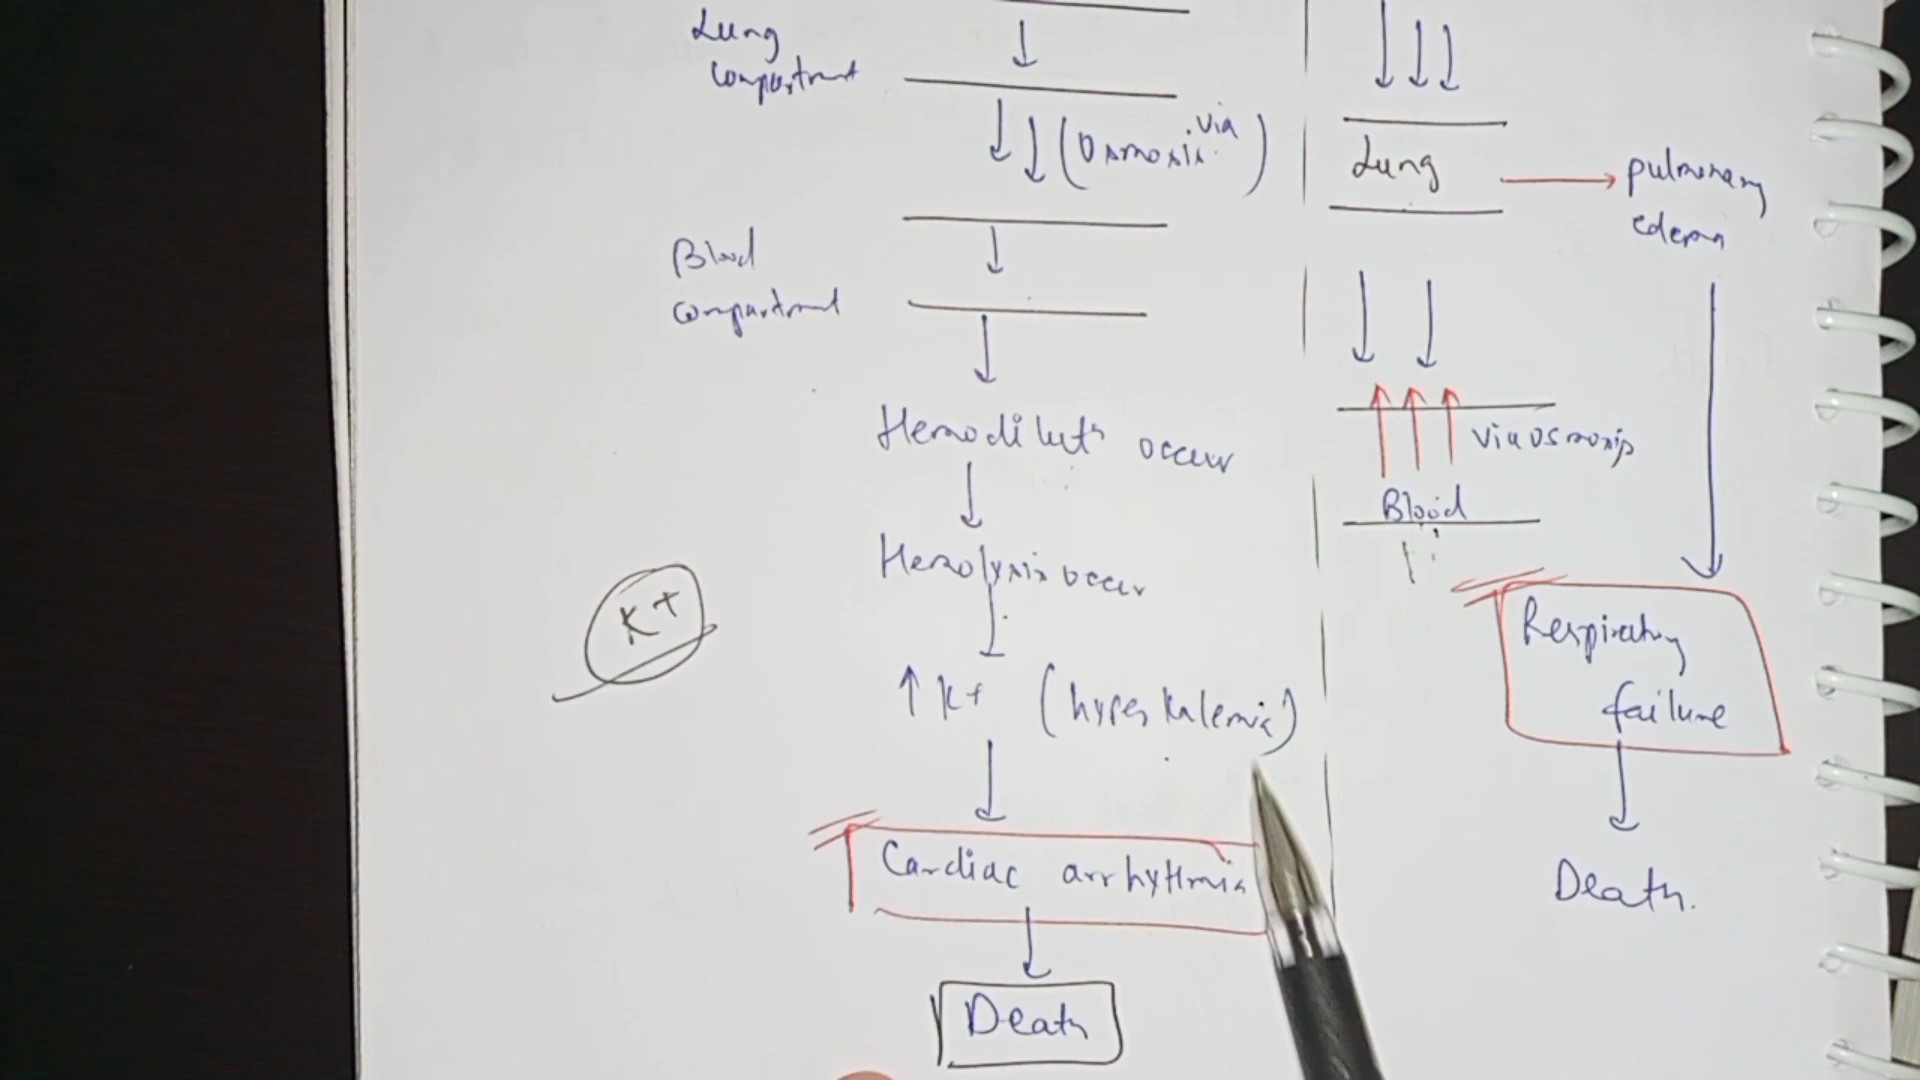 Lung
compartment
(Osmosis via)
Blood
compartment
Hemodilutn occur
Hemolysis occur
K+
↑ K+ (hyperkalemia)
Cardiac arrhythmia
Death
Lung
pulmonary
edema
via osmosis
Blood
Respiratory
failure
Death.